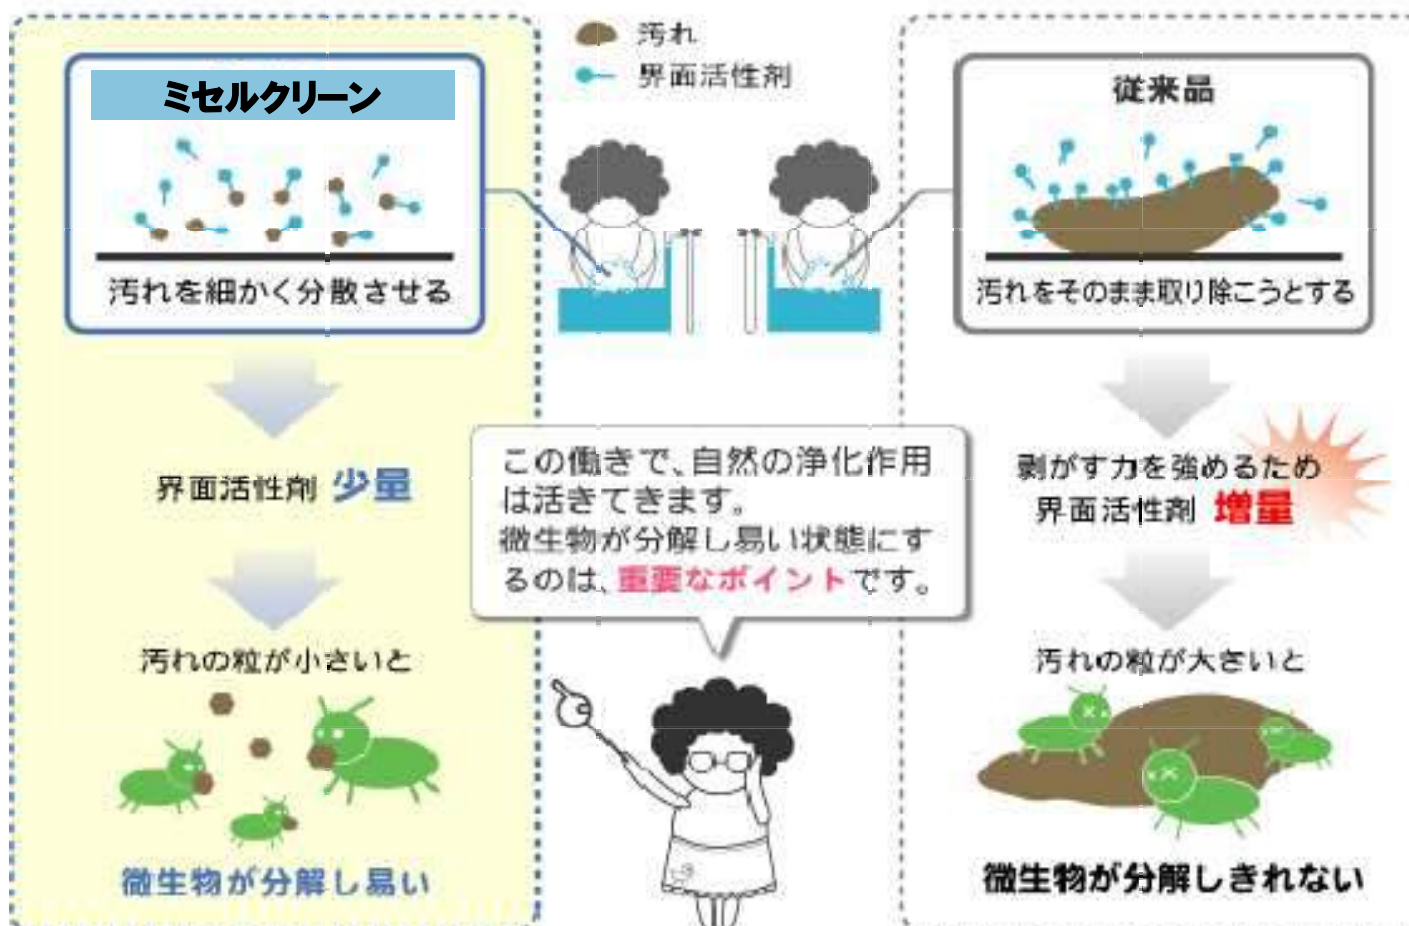 汚れ
界面活性剤
ミセルクリーン
汚れを細かく分散させる
界面活性剤 少量
汚れの粒が小さいと
微生物が分解し易い
この働きで、自然の浄化作用
は活きてきます。
微生物が分解し易い状態にす
るのは、重要なポイントです。
従来品
汚れをそのまま取り除こうとする
剥がす力を強めるため
界面活性剤 増量
汚れの粒が大きいと
微生物が分解しきれない